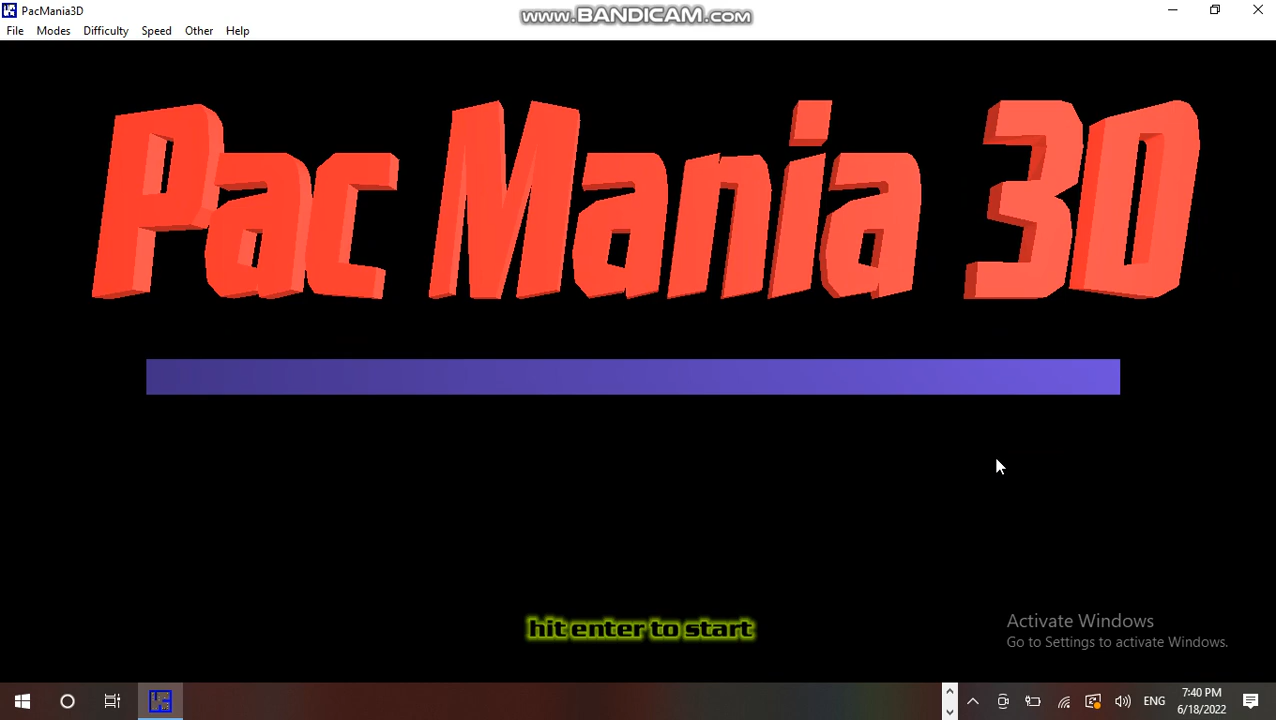 PacMania3D
www.BANDICAM.com
File Modes Difficulty Speed Other Help
Pac Mania 3D
hit enter to start
Activate Windows
Go to Settings to activate Windows.
ENG
7:40 PM
6/18/2022